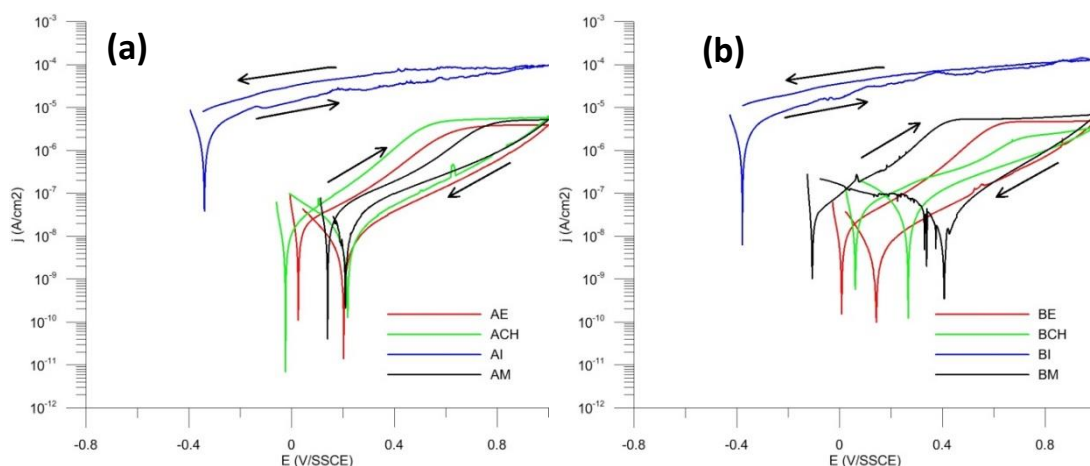 (a)
10-3
10-4
10-5
10-6
10-7
10-8
10-9
10-10
10-11
10-12
j (A/cm2)
-0.8
-0.4
0
0.4
0.8
E (V/SSCE)
AE
ACH
AI
AM
(b)
10-3
10-4
10-5
10-6
10-7
10-8
10-9
10-10
10-11
10-12
j (A/cm2)
-0.8
-0.4
0
0.4
0.8
E (V/SSCE)
BE
BCH
BI
BM